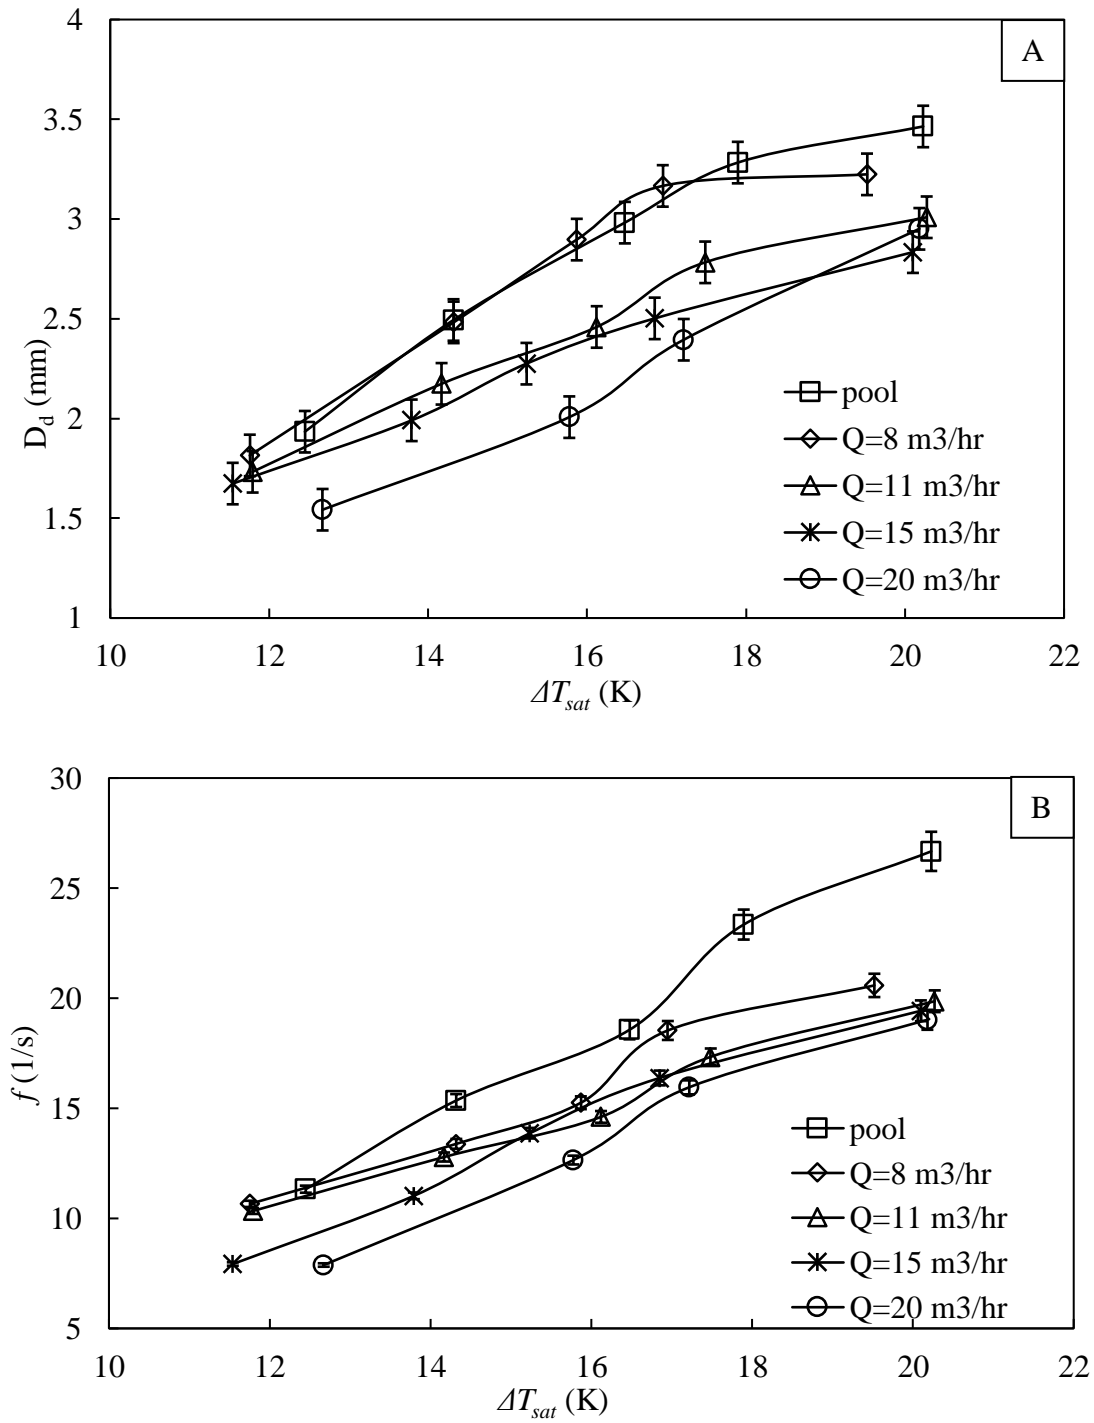 4
A
3.5
3
2.5
2
1.5
1
D_d (mm)
pool
Q=8 m3/hr
Q=11 m3/hr
Q=15 m3/hr
Q=20 m3/hr
10 12 14 16 18 20 22
ΔT_sat (K)
30
B
25
20
15
10
5
f (1/s)
pool
Q=8 m3/hr
Q=11 m3/hr
Q=15 m3/hr
Q=20 m3/hr
10 12 14 16 18 20 22
ΔT_sat (K)